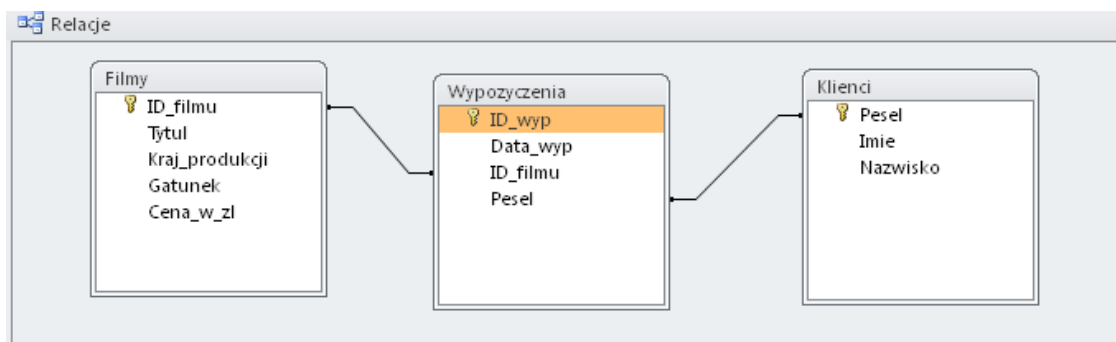 Relacje
Filmy
ID_filmu
Tytul
Kraj_produkcji
Gatunek
Cena_w_zl
Wypozyczenia
ID_wyp
Data_wyp
ID_filmu
Pesel
Klienci
Pesel
Imie
Nazwisko